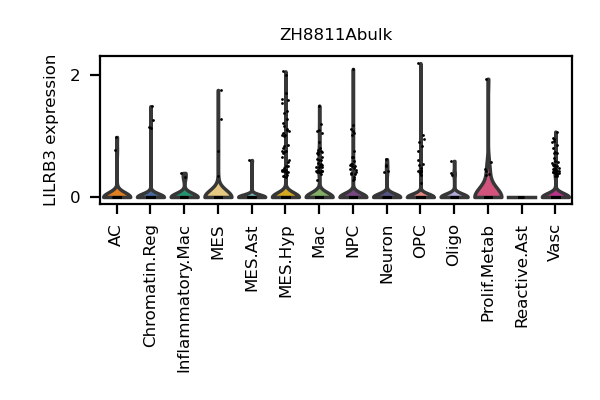 ZH8811Abulk
LILRB3 expression
2
0
AC
Chromatin.Reg
Inflammatory.Mac
MES
MES.Ast
MES.Hyp
Mac
NPC
Neuron
OPC
Oligo
Prolif.Metab
Reactive.Ast
Vasc